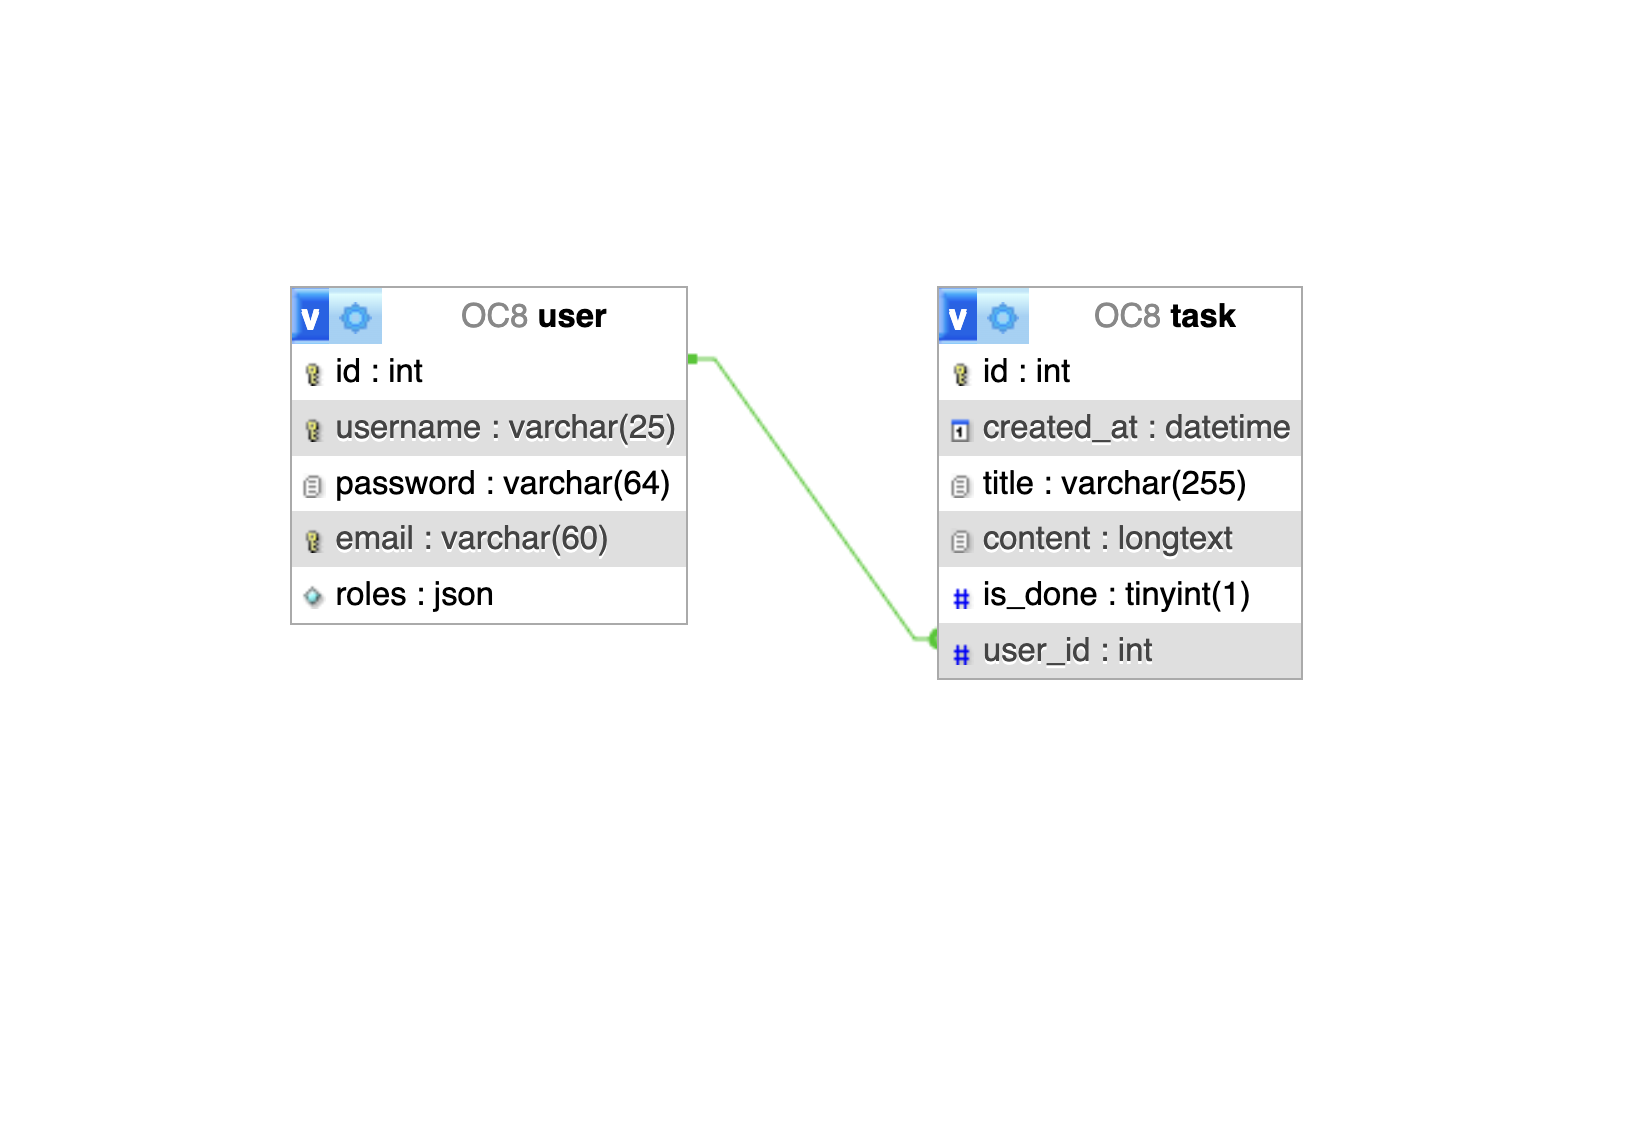 v OC8 user
id : int
username : varchar(25)
password : varchar(64)
email : varchar(60)
roles : json
v OC8 task
id : int
created_at : datetime
title : varchar(255)
content : longtext
# is_done : tinyint(1)
# user_id : int